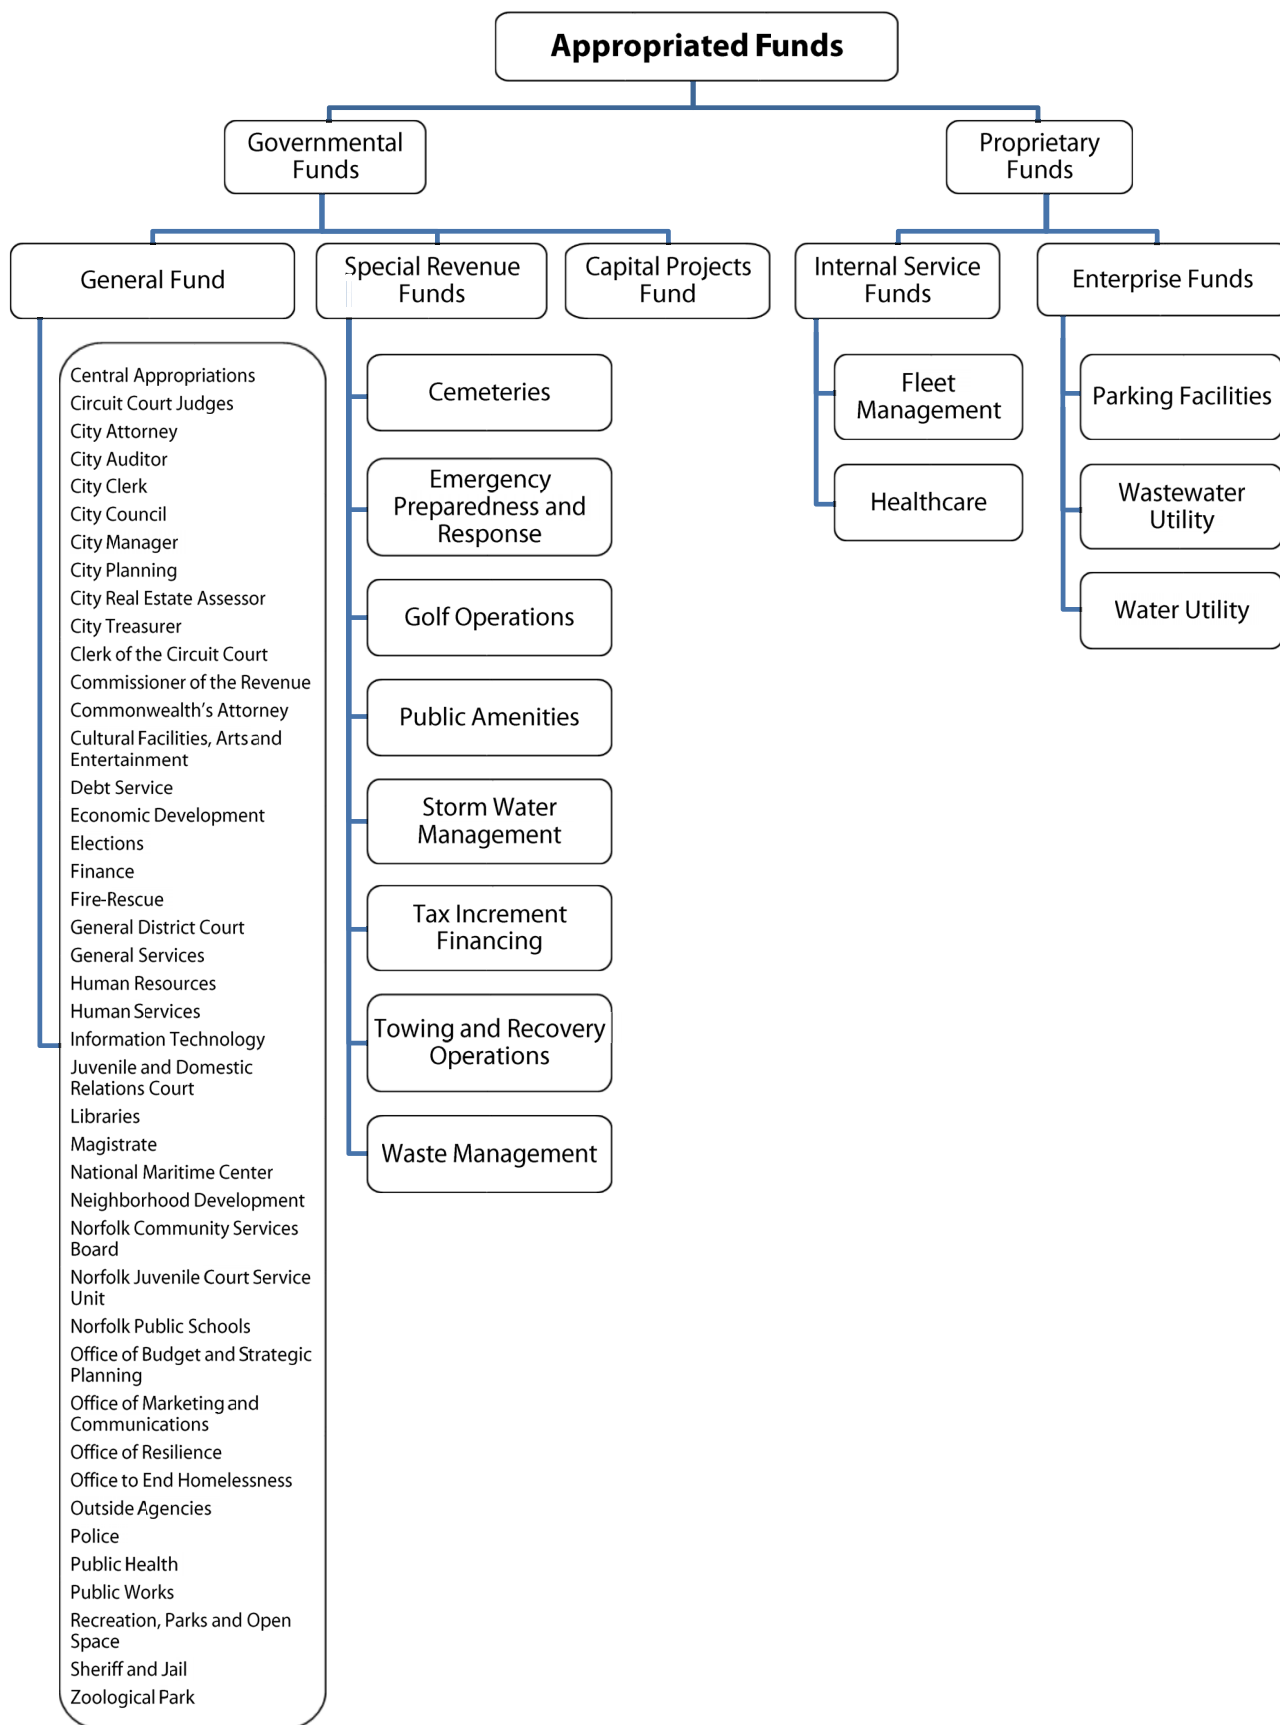 Appropriated Funds
Governmental
Funds
Proprietary
Funds
General Fund
Special Revenue
Funds
Capital Projects
Fund
Internal Service
Funds
Enterprise Funds
Central Appropriations
Circuit Court Judges
City Attorney
City Auditor
City Clerk
City Council
City Manager
City Planning
City Real Estate Assessor
City Treasurer
Clerk of the Circuit Court
Commissioner of the Revenue
Commonwealth’s Attorney
Cultural Facilities, Arts and
Entertainment
Debt Service
Economic Development
Elections
Finance
Fire-Rescue
General District Court
General Services
Human Resources
Human Services
Information Technology
Juvenile and Domestic
Relations Court
Libraries
Magistrate
National Maritime Center
Neighborhood Development
Norfolk Community Services
Board
Norfolk Juvenile Court Service
Unit
Norfolk Public Schools
Office of Budget and Strategic
Planning
Office of Marketing and
Communications
Office of Resilience
Office to End Homelessness
Outside Agencies
Police
Public Health
Public Works
Recreation, Parks and Open
Space
Sheriff and Jail
Zoological Park
Cemeteries
Emergency
Preparedness and
Response
Golf Operations
Public Amenities
Storm Water
Management
Tax Increment
Financing
Towing and Recovery
Operations
Waste Management
Fleet
Management
Healthcare
Parking Facilities
Wastewater
Utility
Water Utility